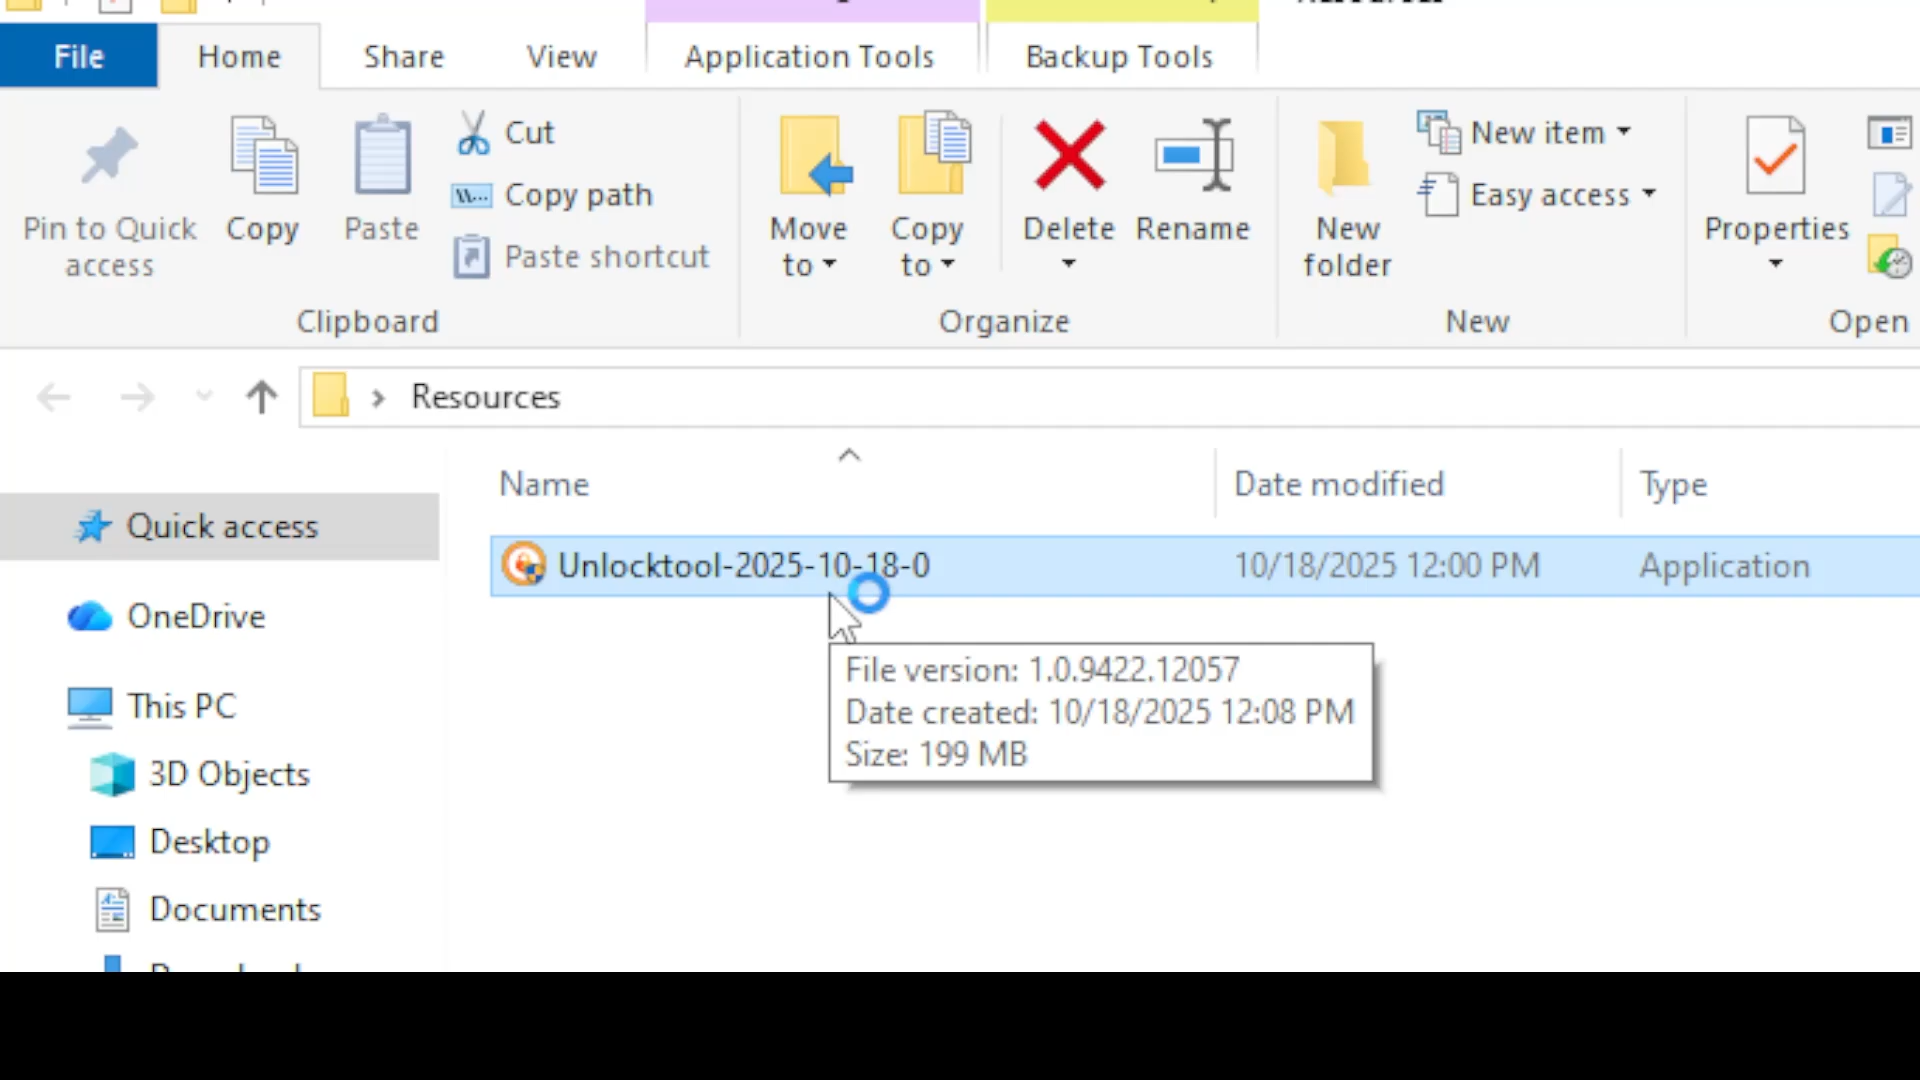 File
Home
Share
View
Application Tools
Backup Tools
Pin to Quick
access
Copy
Paste
Cut
Copy path
Paste shortcut
Clipboard
Move
to
Copy
to
Delete
Rename
Organize
New
folder
New item
Easy access
New
Properties
Open
Resources
Name
Date modified
Type
Quick access
OneDrive
This PC
3D Objects
Desktop
Documents
Unlocktool-2025-10-18-0
10/18/2025 12:00 PM
Application
File version: 1.0.9422.12057
Date created: 10/18/2025 12:08 PM
Size: 199 MB